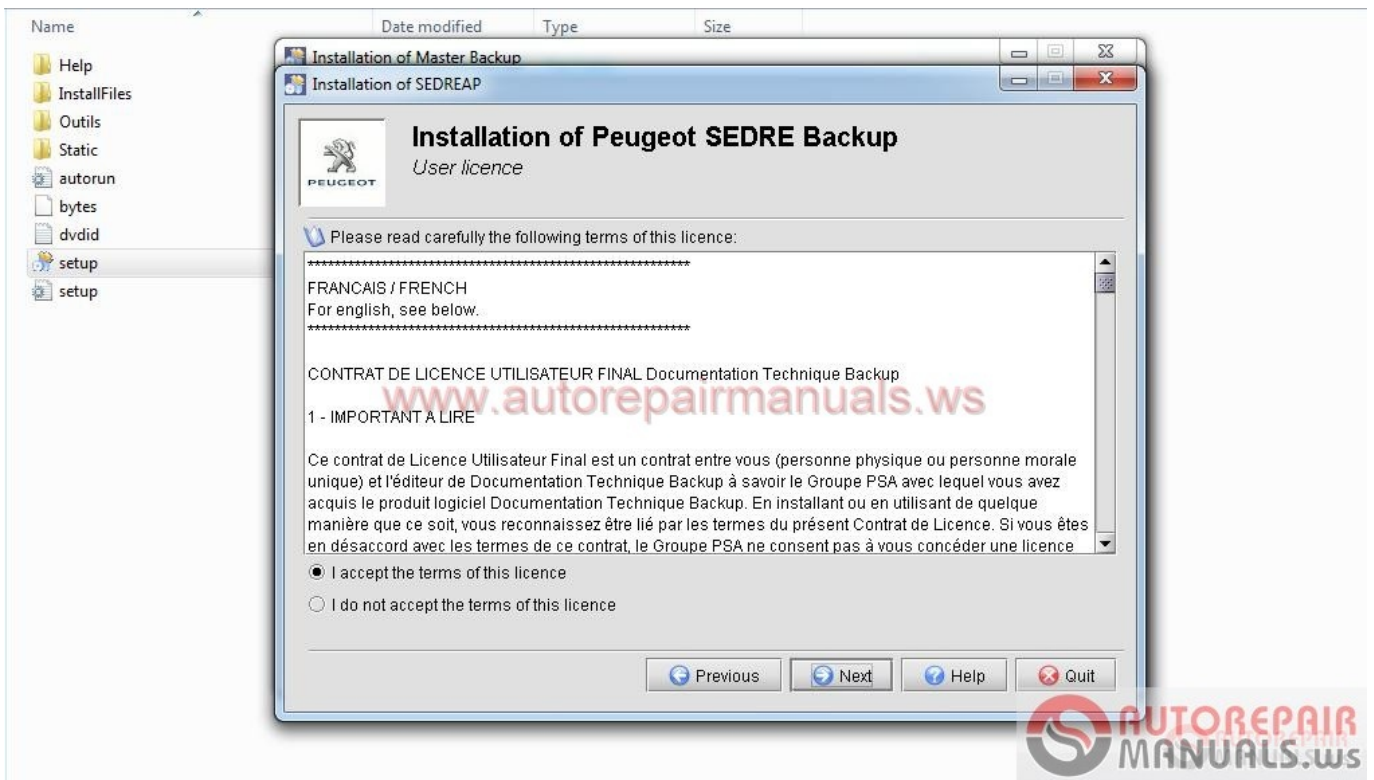 Name Date modified Type Size
Help
InstallFiles
Outils
Static
autorun
bytes
dvdid
setup
setup
Installation of Master Backup
Installation of SEDREAP
PEUGEOT
Installation of Peugeot SEDRE Backup
User licence
Please read carefully the following terms of this licence:
*********************************************************
FRANCAIS / FRENCH
For english, see below.
*********************************************************
CONTRAT DE LICENCE UTILISATEUR FINAL Documentation Technique Backup
www.autorepairmanuals.ws
1 - IMPORTANT A LIRE
Ce contrat de Licence Utilisateur Final est un contrat entre vous (personne physique ou personne morale
unique) et l'éditeur de Documentation Technique Backup à savoir le Groupe PSA avec lequel vous avez
acquis le produit logiciel Documentation Technique Backup. En installant ou en utilisant de quelque
manière que ce soit, vous reconnaissez être lié par les termes du présent Contrat de Licence. Si vous êtes
en désaccord avec les termes de ce contrat, le Groupe PSA ne consent pas à vous concéder une licence
I accept the terms of this licence
I do not accept the terms of this licence
Previous Next Help Quit
AUTOREPAIR
MANUALS.ws